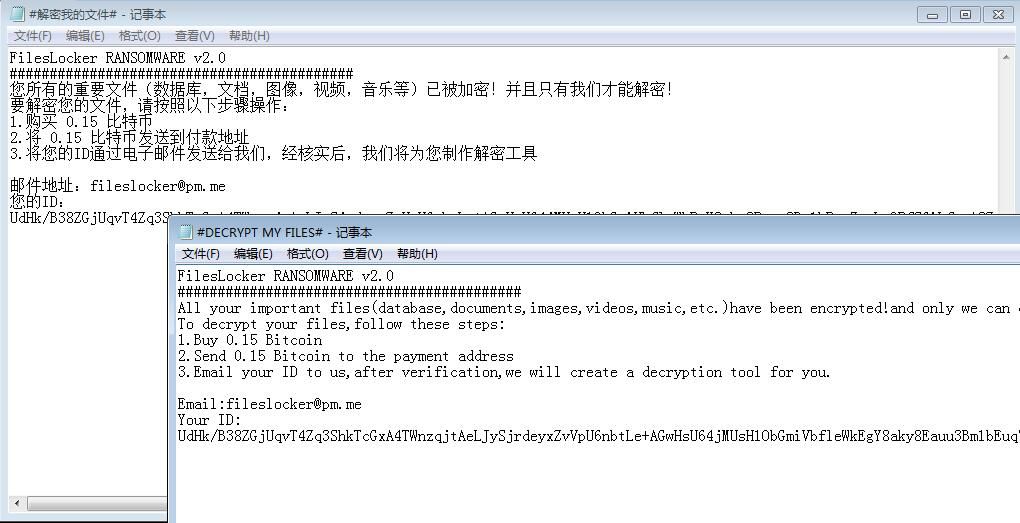 #解密我的文件# - 记事本
文件(F) 编辑(E) 格式(O) 查看(V) 帮助(H)
FilesLocker RANSOMWARE v2.0
###########################################
您所有的重要文件（数据库，文档，图像，视频，音乐等）已被加密！并且只有我们才能解密！
要解密您的文件，请按照以下步骤操作：
1.购买 0.15 比特币
2.将 0.15 比特币发送到付款地址
3.将您的ID通过电子邮件发送给我们，经核实后，我们将为您制作解密工具
邮件地址：fileslocker@pm.me
您的ID：
#DECRYPT MY FILES# - 记事本
文件(F) 编辑(E) 格式(O) 查看(V) 帮助(H)
FilesLocker RANSOMWARE v2.0
###########################################
All your important files(database,documents,images,videos,music,etc.)have been encrypted!and only we can
To decrypt your files,follow these steps:
1.Buy 0.15 Bitcoin
2.Send 0.15 Bitcoin to the payment address
3.Email your ID to us,after verification,we will create a decryption tool for you.
Email:fileslocker@pm.me
Your ID:
UdHk/B38ZGjUqvT4Zq3ShkTcGxA4TWnzqjtAeLJySjrdeyxZvVpU6nbtLe+AGwHsU64jMUsH1ObGmiVbfleWkEgY8aky8Eauu3Bm1bEuq